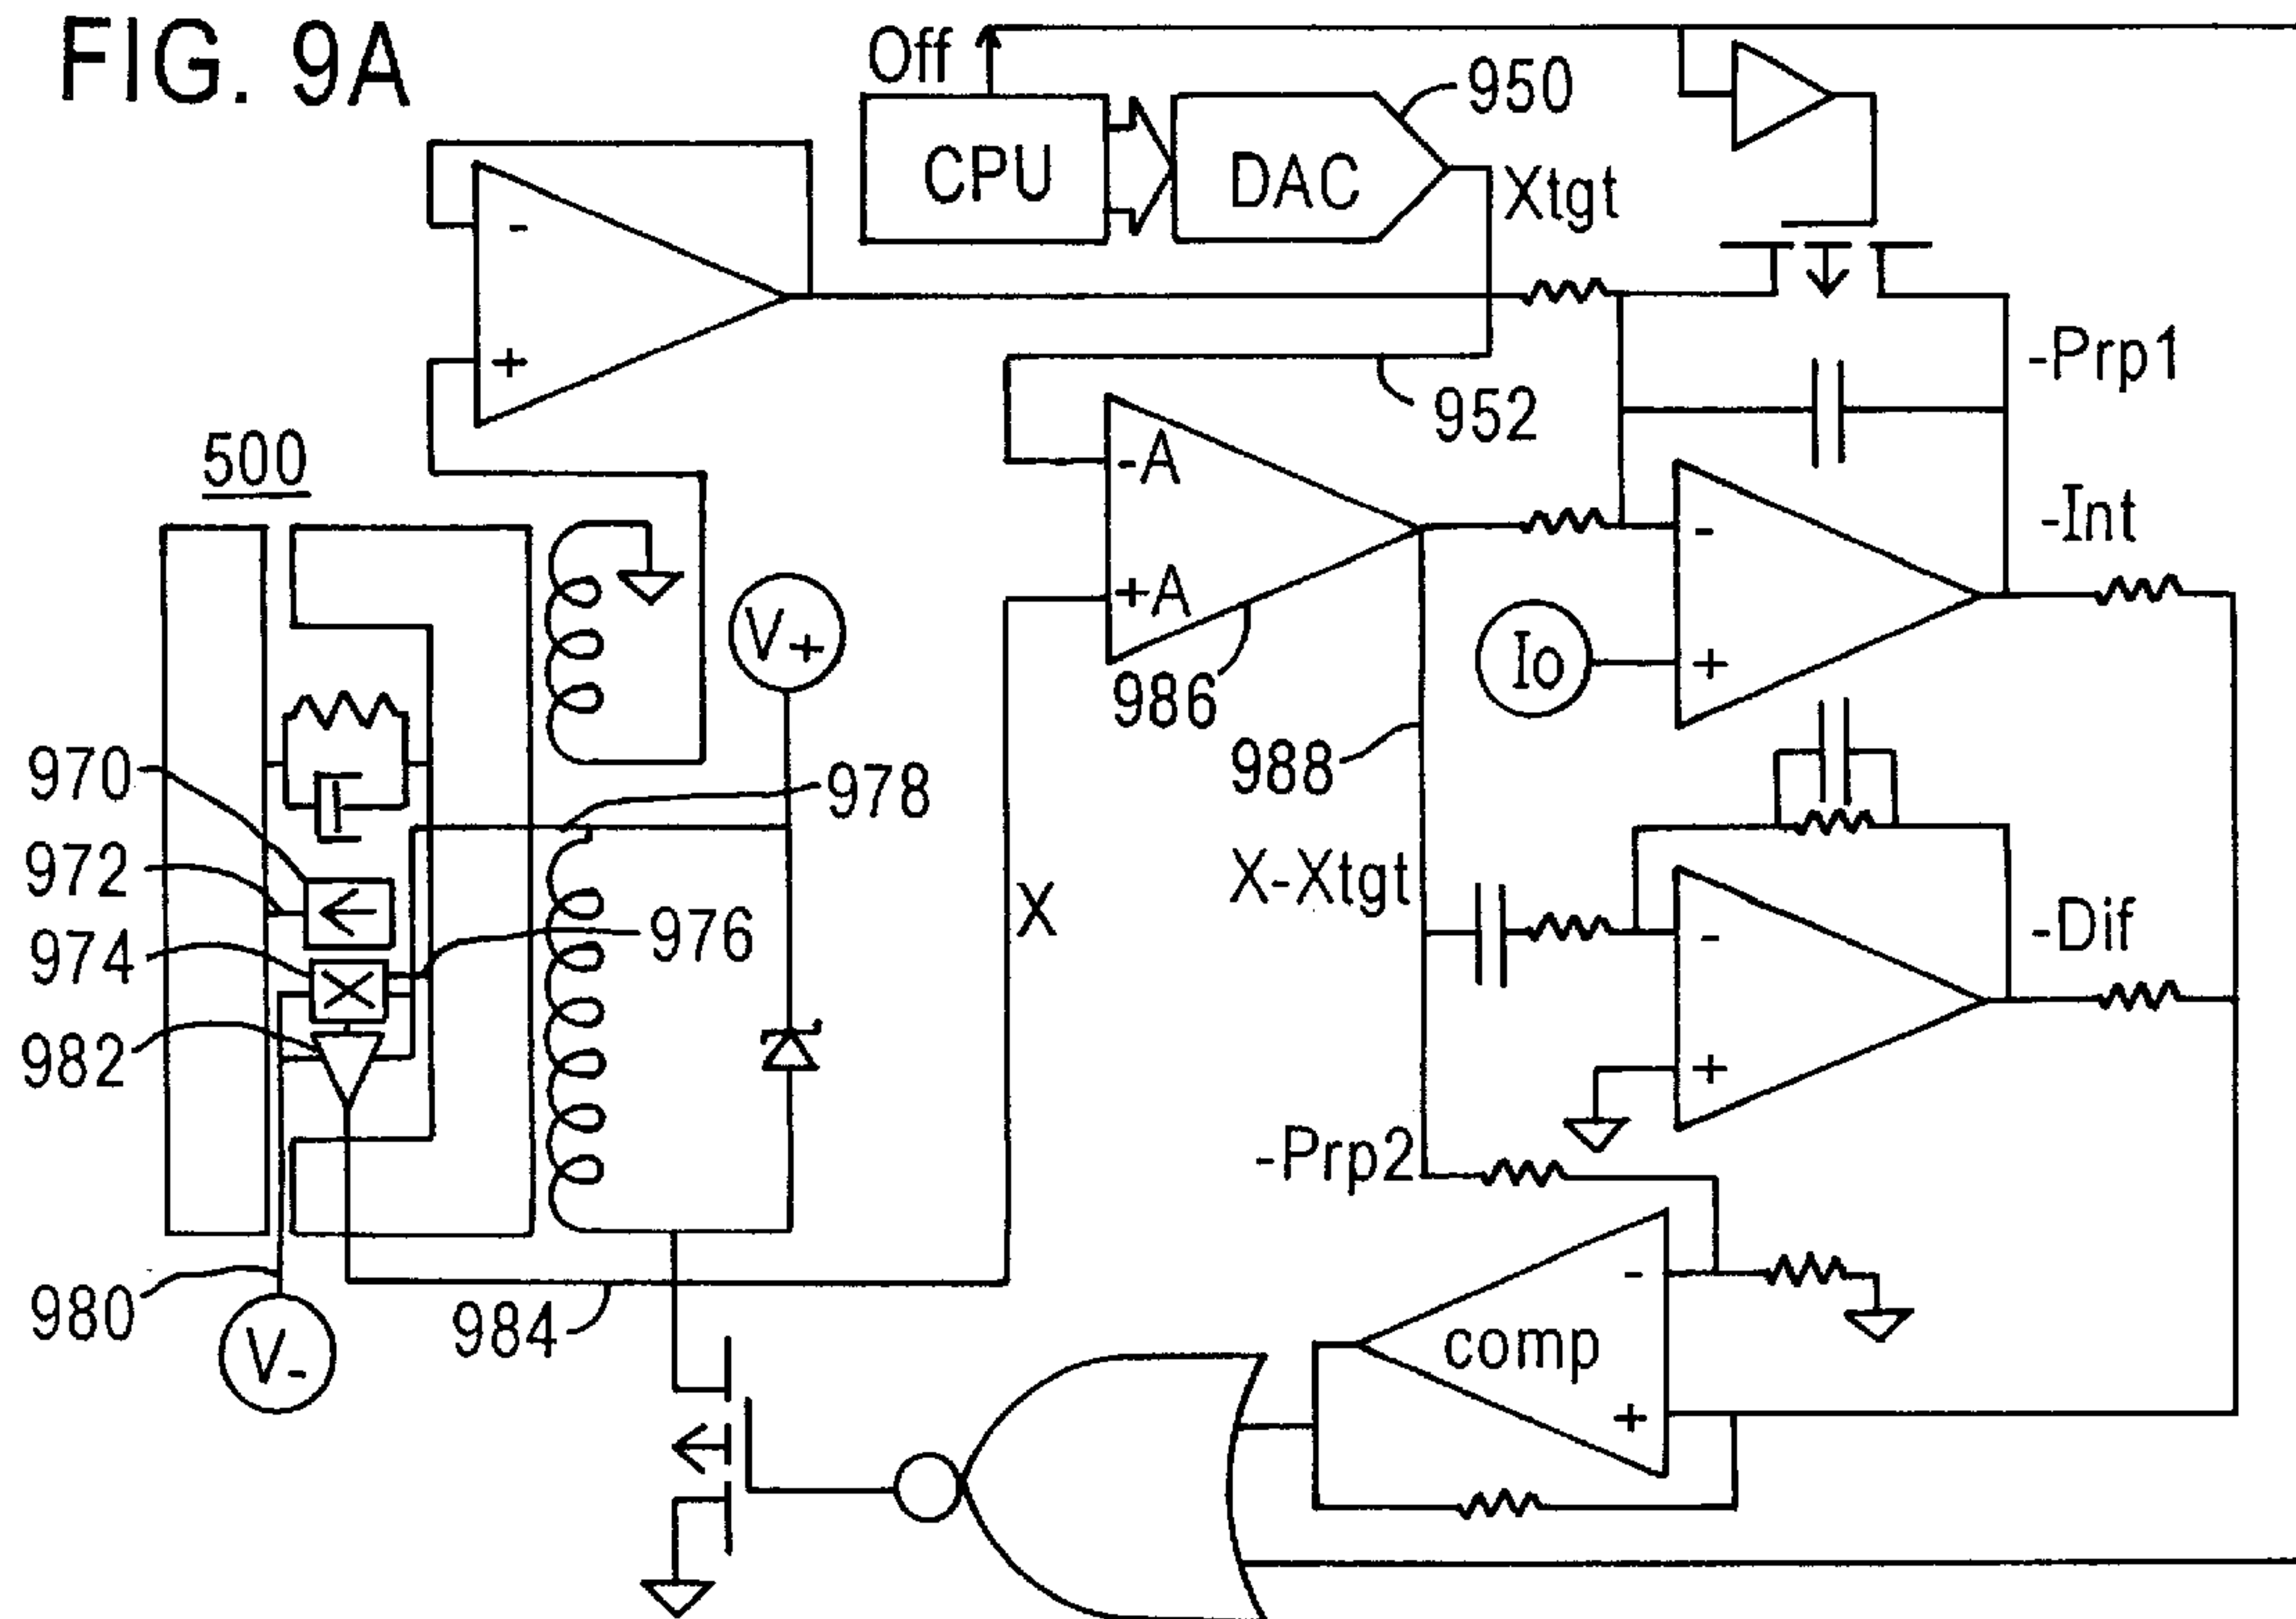 FIG. 9A
Off
950
CPU
DAC
Xtgt
-
+
-Prp1
952
500
-A
+A
-Int
-
+
V+
Io
986
988
970
978
972
X-Xtgt
X
976
974
-
-Dif
982
+
-Prp2
980
984
-
comp
+
V-